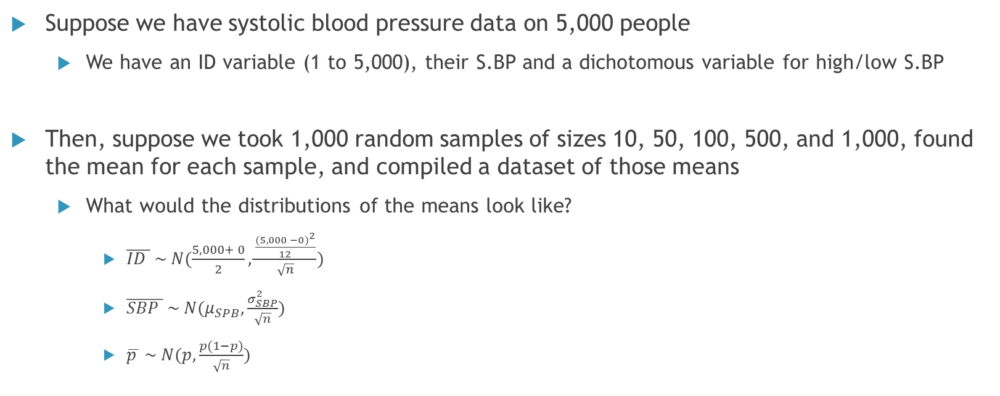 Suppose we have systolic blood pressure data on 5,000 people
We have an ID variable (1 to 5,000), their S.BP and a dichotomous variable for high/low S.BP
Then, suppose we took 1,000 random samples of sizes 10, 50, 100, 500, and 1,000, found
the mean for each sample, and compiled a dataset of those means
What would the distributions of the means look like?
$\overline{ID} \sim N(\frac{5,000+0}{2}, \frac{\frac{(5,000-0)^2}{12}}{\sqrt{n}})$
$\overline{SBP} \sim N(\mu_{SPB}, \frac{\sigma^2_{SBP}}{\sqrt{n}})$
$\overline{p} \sim N(p, \frac{p(1-p)}{\sqrt{n}})$